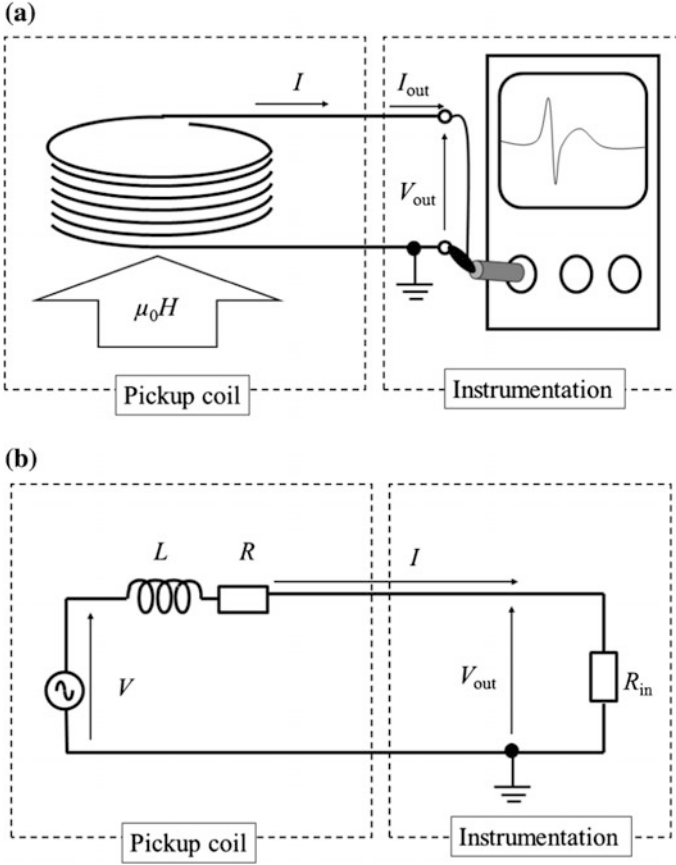 (a)
I
I_out
V_out
μ₀H
Pickup coil
Instrumentation
(b)
L
R
I
V
V_out
R_in
Pickup coil
Instrumentation